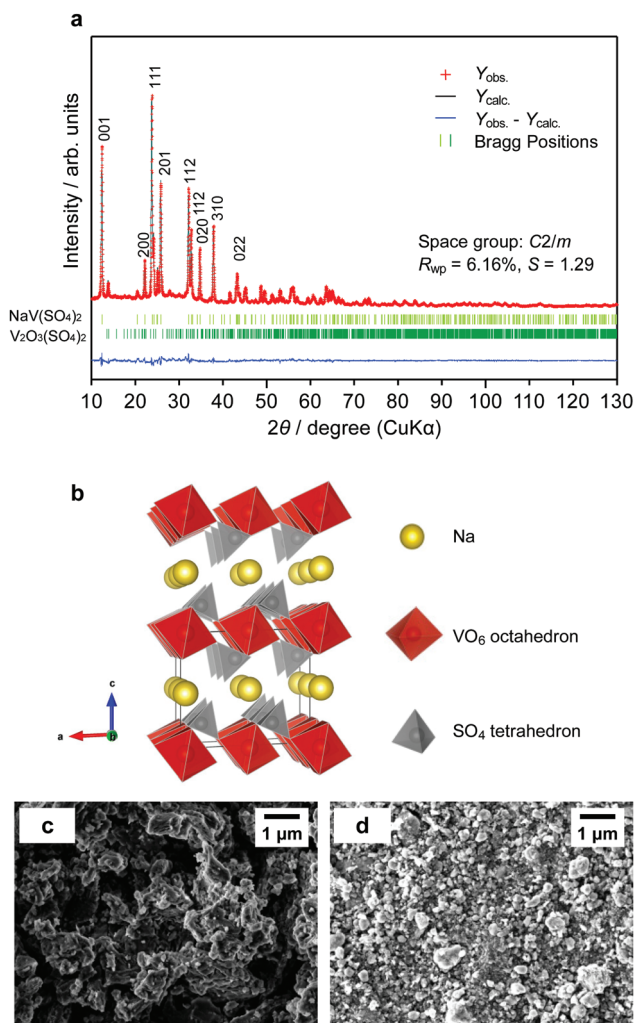 a
Intensity / arb. units
001
200
111
201
112
020
112
310
022
+ Yobs.
Ycalc.
Yobs. - Ycalc.
Bragg Positions
Space group: C2/m
Rwp = 6.16%, S = 1.29
NaV(SO4)2
V2O3(SO4)2
10 20 30 40 50 60 70 80 90 100 110 120 130
2θ / degree (CuKα)
b
Na
VO6 octahedron
SO4 tetrahedron
c
a
b
c
1 μm
d
1 μm